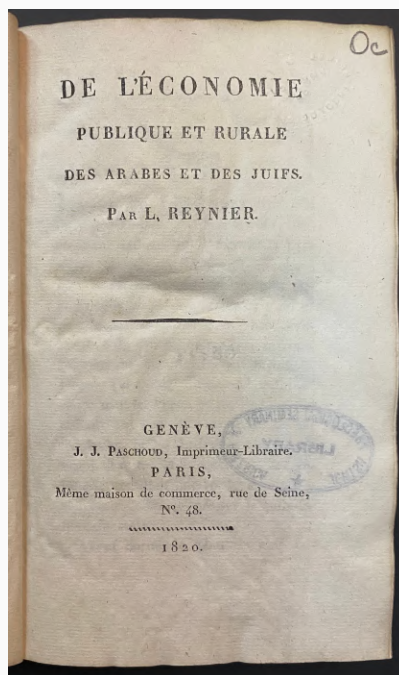 Oc
DE L'ÉCONOMIE
PUBLIQUE ET RURALE
DES ARABES ET DES JUIFS.
PAR L. REYNIER.
GENÈVE,
J. J. PASCHOUD, Imprimeur-Libraire.
PARIS,
Même maison de commerce, rue de Seine,
N°. 48.
1820.
LIBRARY